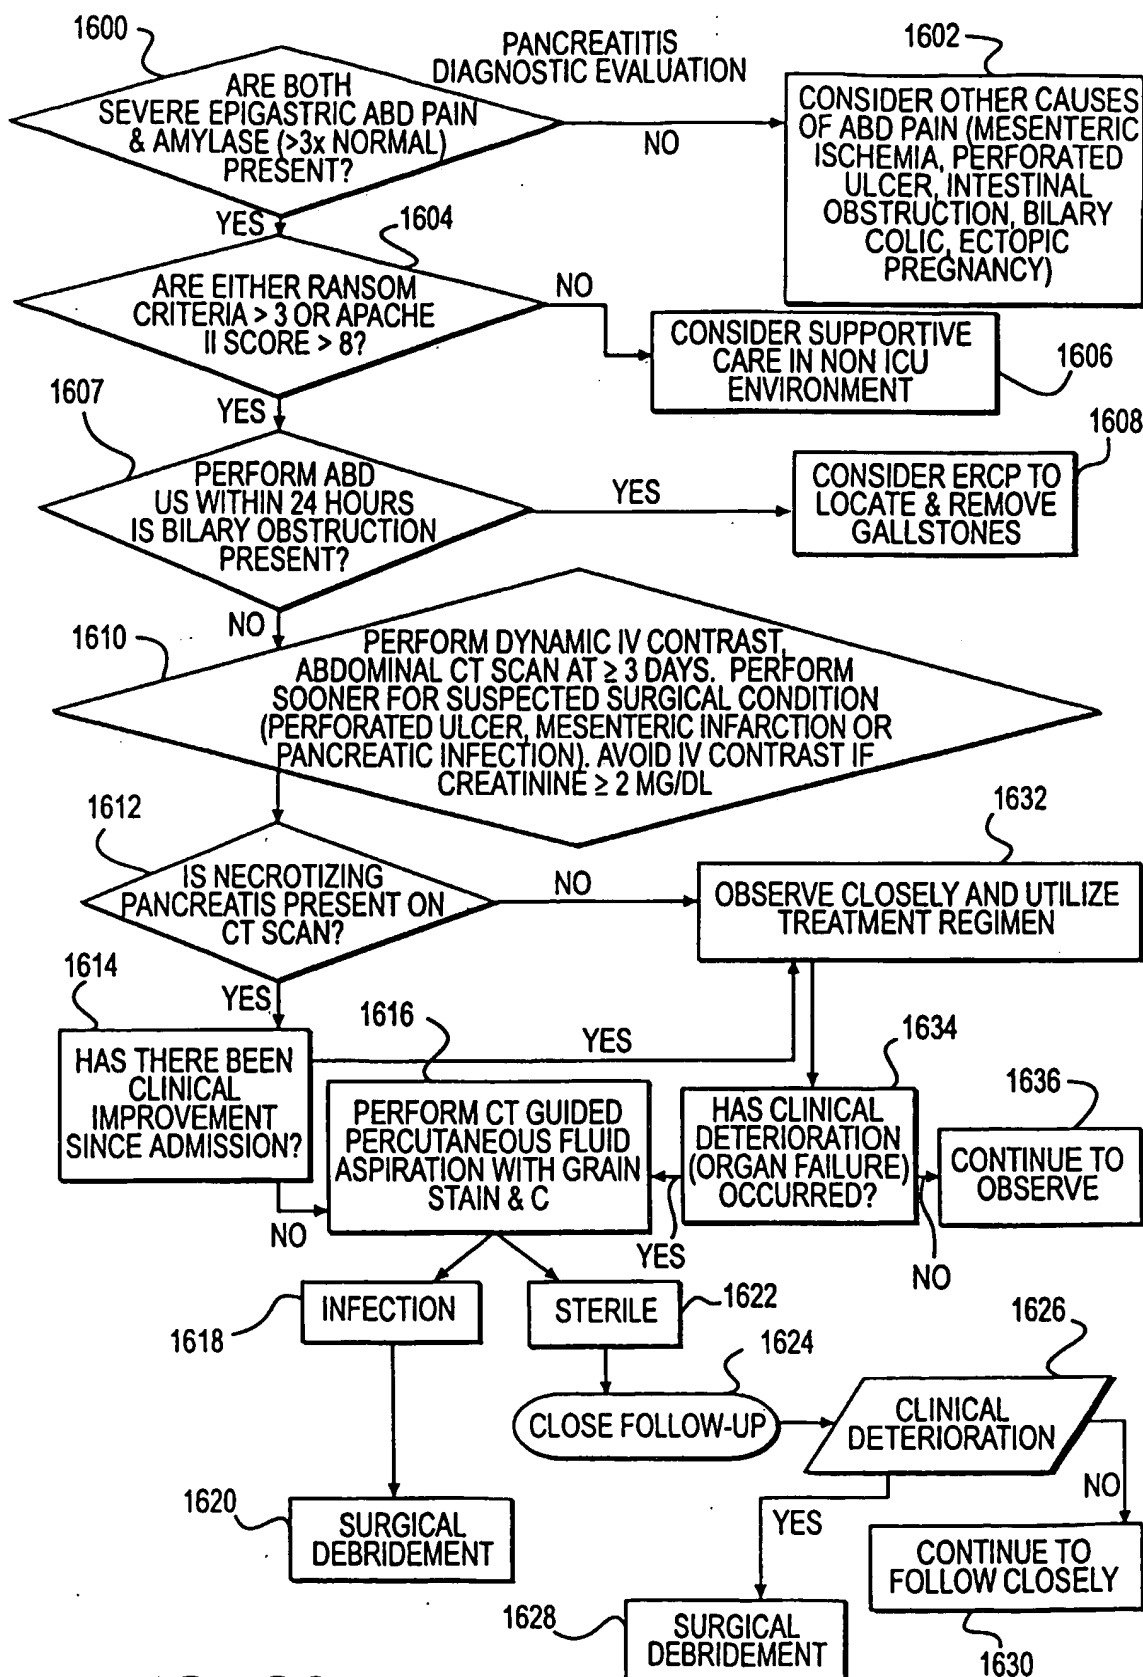 1600
PANCREATITIS
DIAGNOSTIC EVALUATION
1602
ARE BOTH
SEVERE EPIGASTRIC ABD PAIN
& AMYLASE (>3x NORMAL)
PRESENT?
NO
CONSIDER OTHER CAUSES
OF ABD PAIN (MESENTERIC
ISCHEMIA, PERFORATED
ULCER, INTESTINAL
OBSTRUCTION, BILARY
COLIC, ECTOPIC
PREGNANCY)
YES
1604
ARE EITHER RANSOM
CRITERIA > 3 OR APACHE
II SCORE > 8?
NO
CONSIDER SUPPORTIVE
CARE IN NON ICU
ENVIRONMENT
1606
YES
1607
PERFORM ABD
US WITHIN 24 HOURS
IS BILARY OBSTRUCTION
PRESENT?
YES
1608
CONSIDER ERCP TO
LOCATE & REMOVE
GALLSTONES
NO
1610
PERFORM DYNAMIC IV CONTRAST,
ABDOMINAL CT SCAN AT ≥ 3 DAYS. PERFORM
SOONER FOR SUSPECTED SURGICAL CONDITION
(PERFORATED ULCER, MESENTERIC INFARCTION OR
PANCREATIC INFECTION). AVOID IV CONTRAST IF
CREATININE ≥ 2 MG/DL
1612
IS NECROTIZING
PANCREATIS PRESENT ON
CT SCAN?
NO
1632
OBSERVE CLOSELY AND UTILIZE
TREATMENT REGIMEN
YES
1614
HAS THERE BEEN
CLINICAL
IMPROVEMENT
SINCE ADMISSION?
YES
NO
1616
PERFORM CT GUIDED
PERCUTANEOUS FLUID
ASPIRATION WITH GRAIN
STAIN & C
1634
HAS CLINICAL
DETERIORATION
(ORGAN FAILURE)
OCCURRED?
YES
NO
1636
CONTINUE TO
OBSERVE
INFECTION
1618
STERILE
1622
1624
CLOSE FOLLOW-UP
1626
CLINICAL
DETERIORATION
1620
SURGICAL
DEBRIDEMENT
YES
NO
CONTINUE TO
FOLLOW CLOSELY
1630
1628
SURGICAL
DEBRIDEMENT